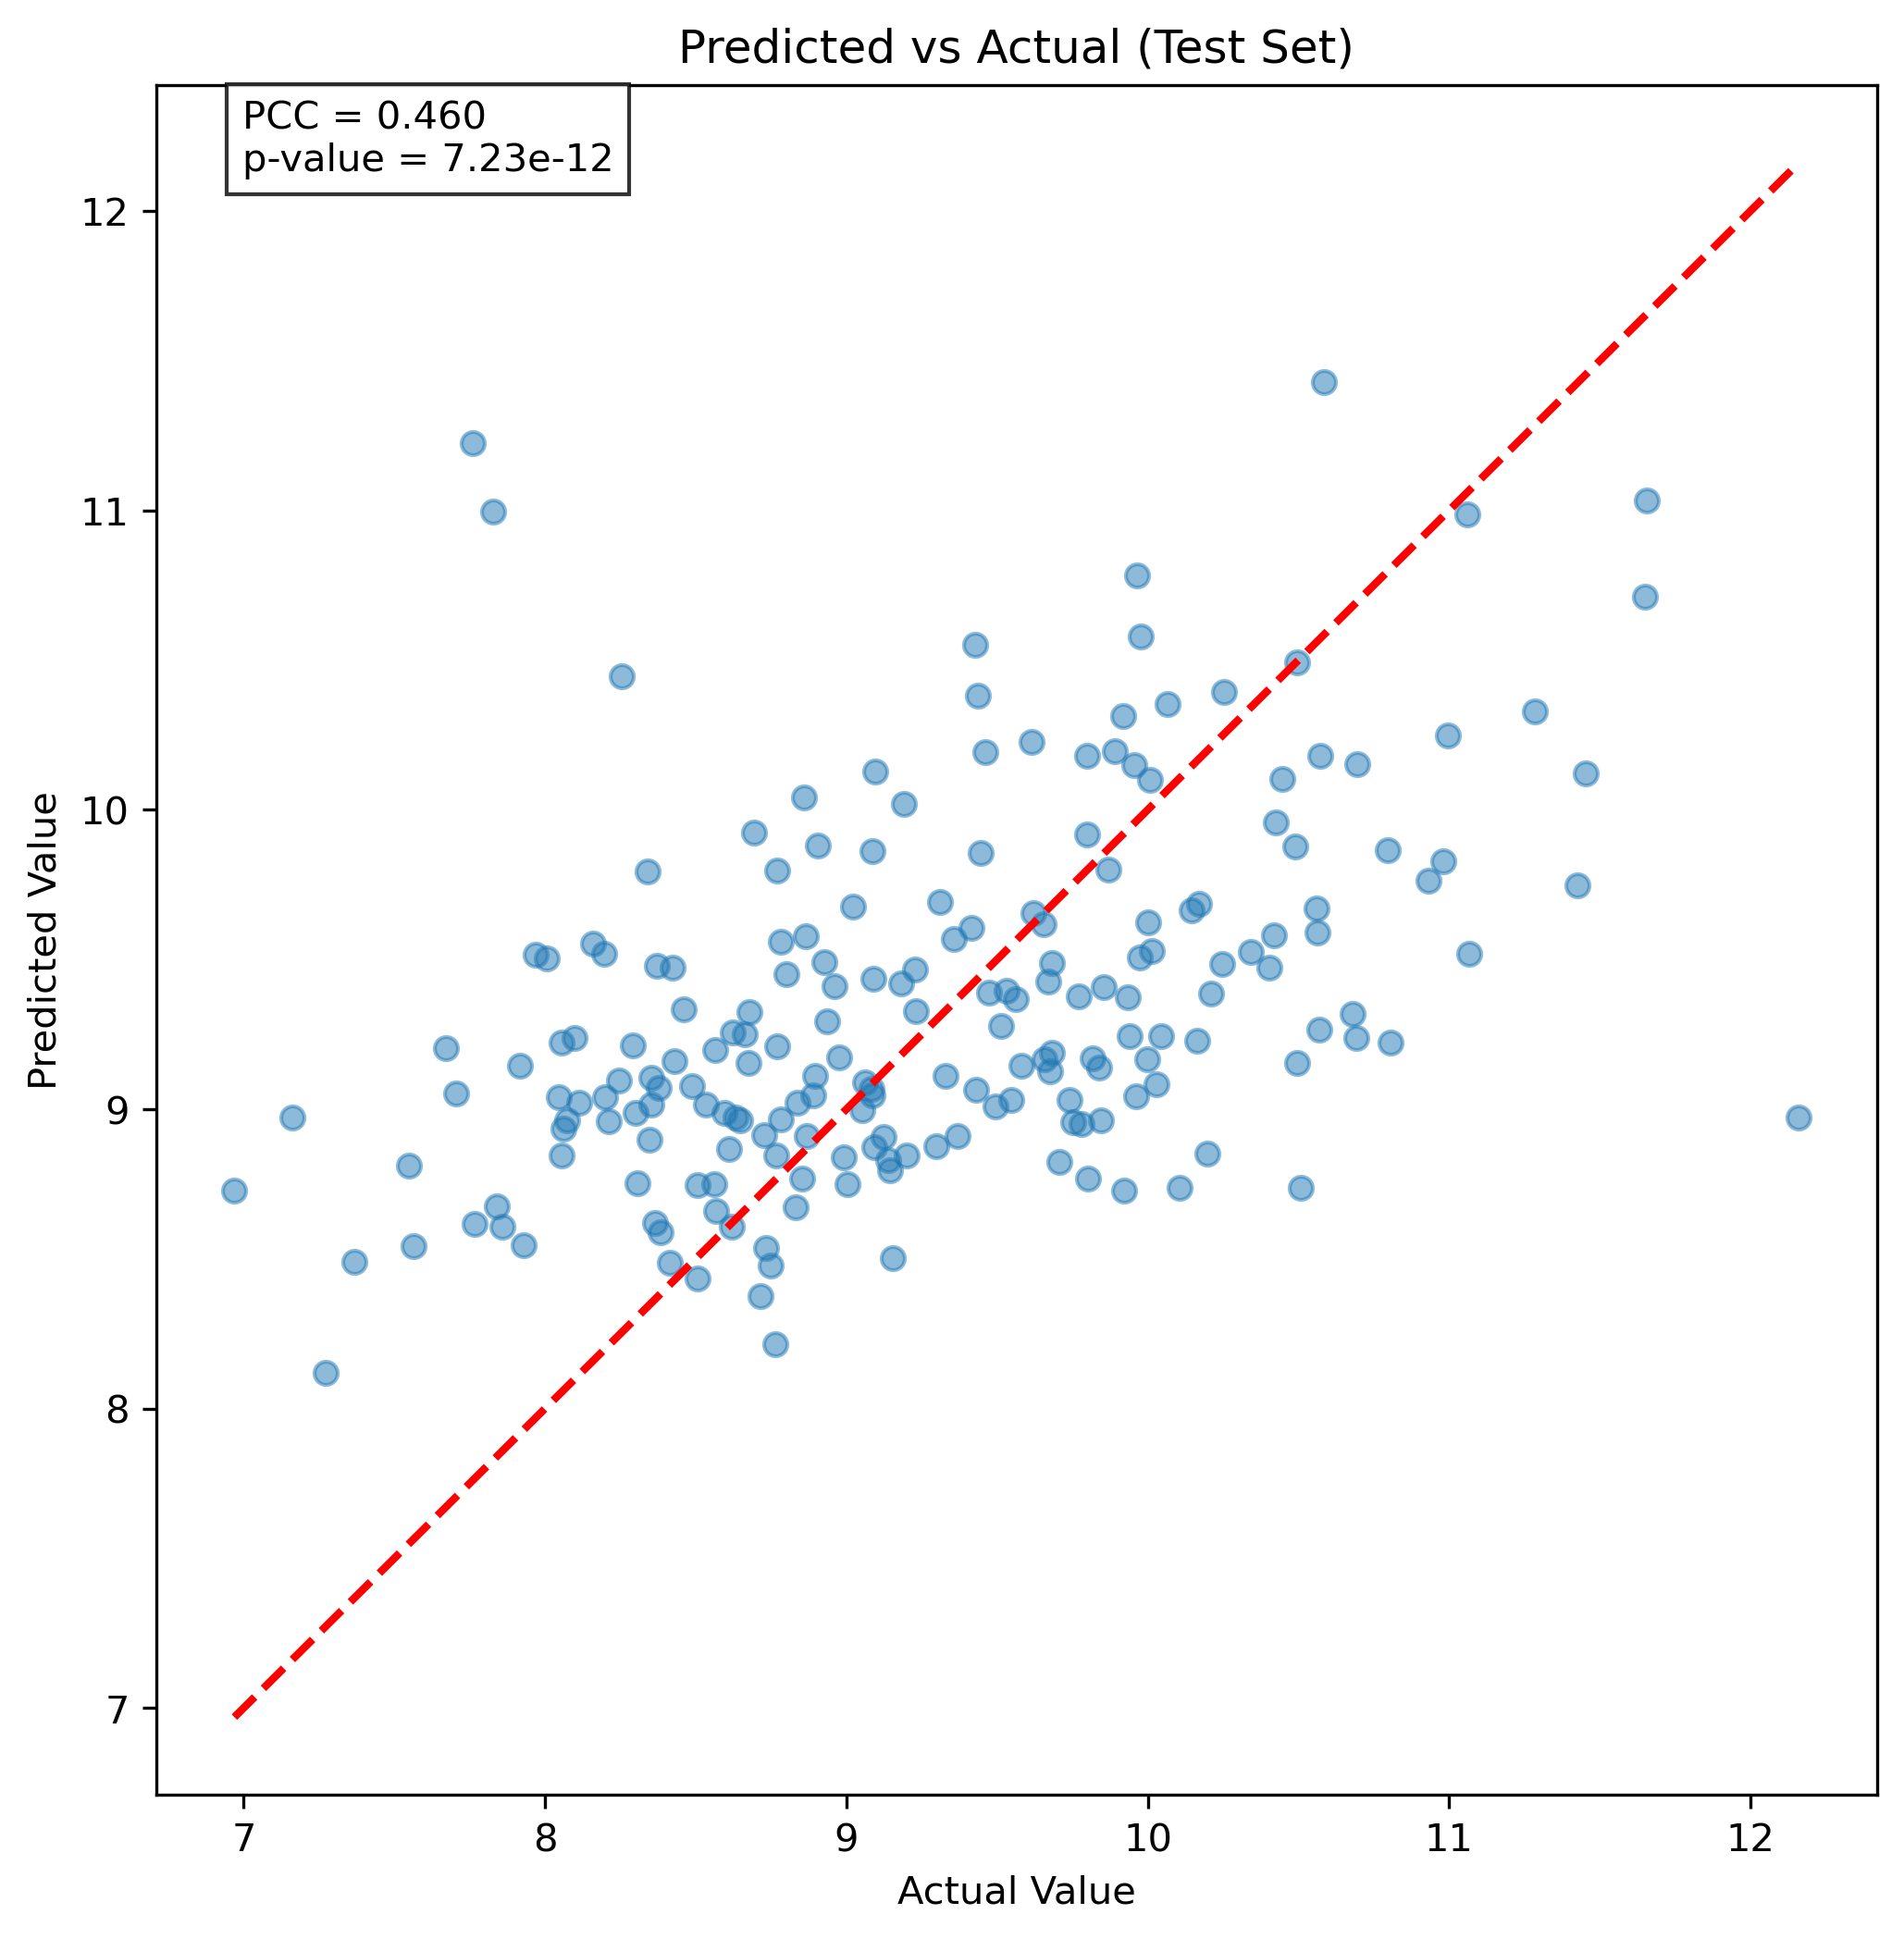 Predicted vs Actual (Test Set)
PCC = 0.460
p-value = 7.23e-12
12
11
10
9
8
7
Predicted Value
7 8 9 10 11 12
Actual Value